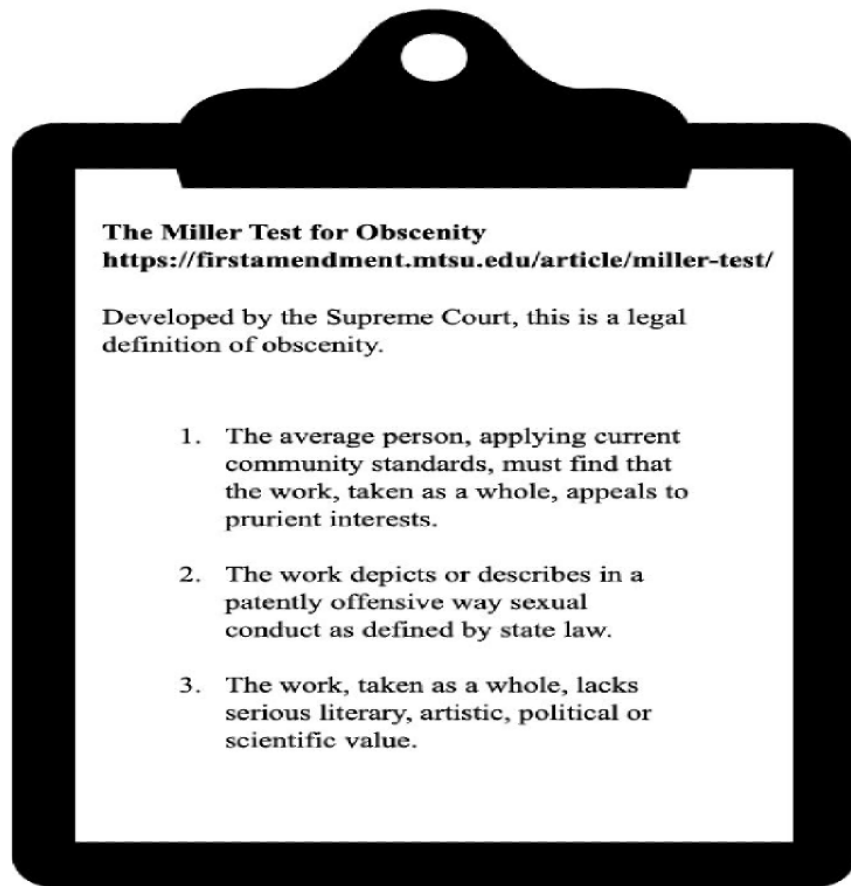 The Miller Test for Obscenity
https://firstamendment.mtsu.edu/article/miller-test/
Developed by the Supreme Court, this is a legal
definition of obscenity.
1. The average person, applying current
community standards, must find that
the work, taken as a whole, appeals to
prurient interests.
2. The work depicts or describes in a
patently offensive way sexual
conduct as defined by state law.
3. The work, taken as a whole, lacks
serious literary, artistic, political or
scientific value.